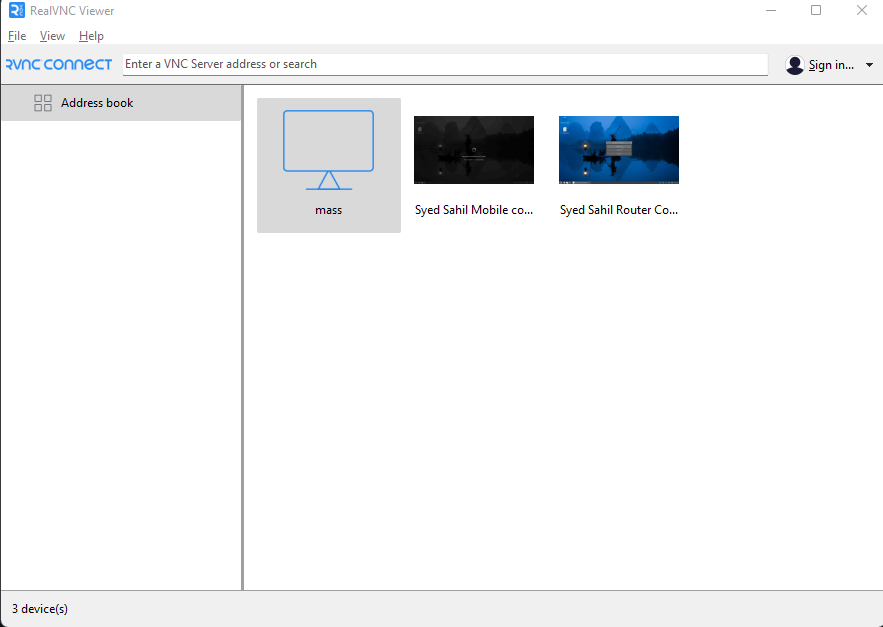 RealVNC Viewer
File View Help
RVNC CONNECT
Enter a VNC Server address or search
Sign in...
Address book
mass
Syed Sahil Mobile co...
Syed Sahil Router Co...
3 device(s)